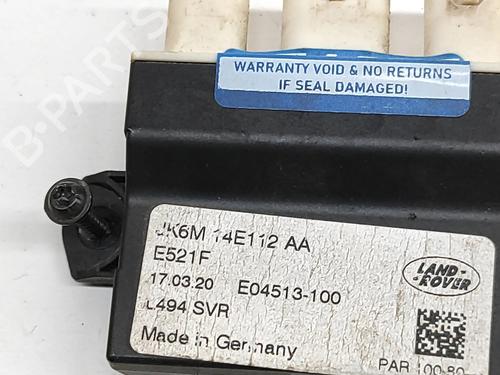 WARRANTY VOID & NO RETURNS
IF SEAL DAMAGED!
JK6M 14E112 AA
E521F
17.03.20 E04513-100
L494 SVR
Made in Germany
LAND-
ROVER
B-PARTS